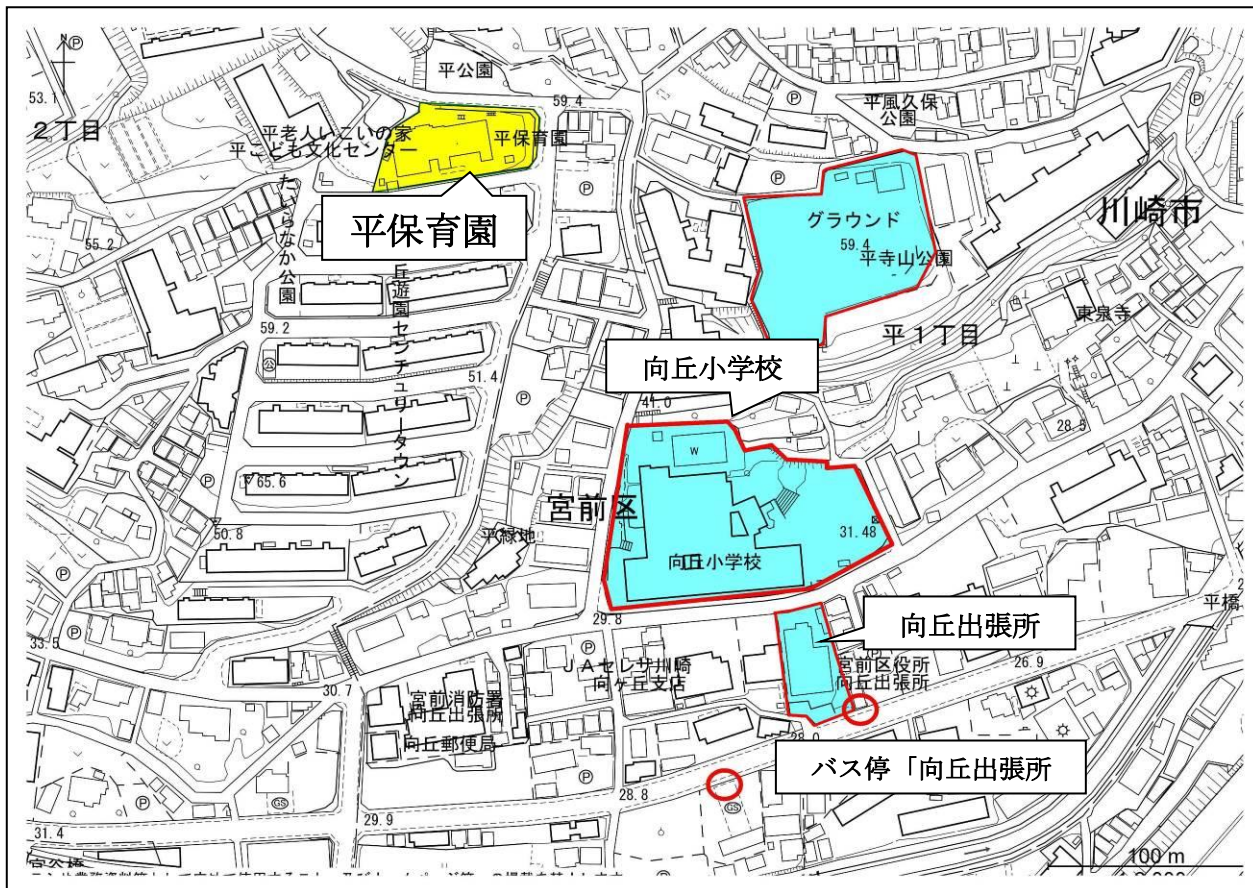 N
Ⓟ
平公園
53.1
59.4
平風久保
公園
Ⓟ
Ⓟ
2丁目
平老人いこいの家
平こども文化センター
平保育園
Ⓟ
Ⓟ
平保育園
グラウンド
59.4
平寺山公園
川崎市
55.2
たいらなか公園
丘遊園センチュリータウン
59.2
東泉寺
平1丁目
51.4
向丘小学校
Ⓟ
41.0
28.5
W
65.6
宮前区
50.8
平緑地
31.48
向丘小学校
Ⓟ
29.8
平橋
33.5
Ⓟ
Ⓟ
向丘出張所
JAセレサ川崎
向ヶ丘支店
宮前区役所
向丘出張所
26.9
30.7
宮前消防署
向丘出張所
向丘郵便局
28.0
バス停「向丘出張所
Ⓟ
Ⓟ
28.8
GS
GS
29.9
31.4
100 m